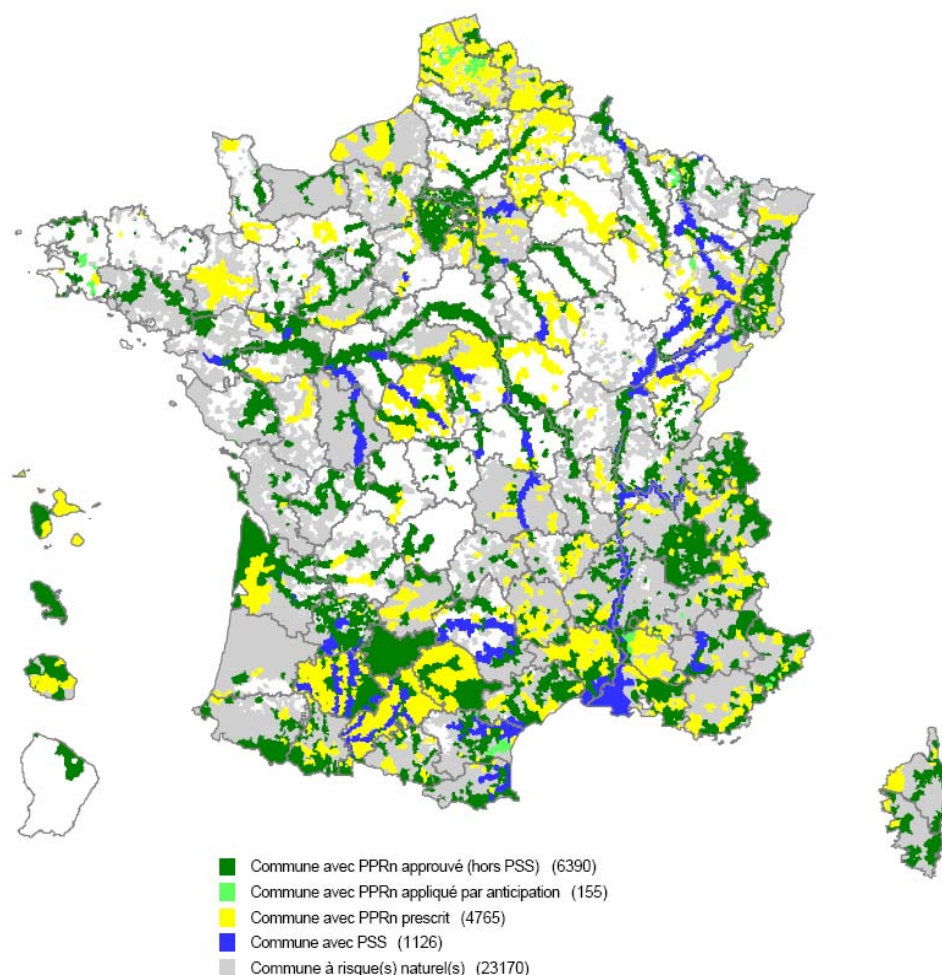 Commune avec PPRn approuvé (hors PSS) (6390)
Commune avec PPRn appliqué par anticipation (155)
Commune avec PPRn prescrit (4765)
Commune avec PSS (1126)
Commune à risque(s) naturel(s) (23170)